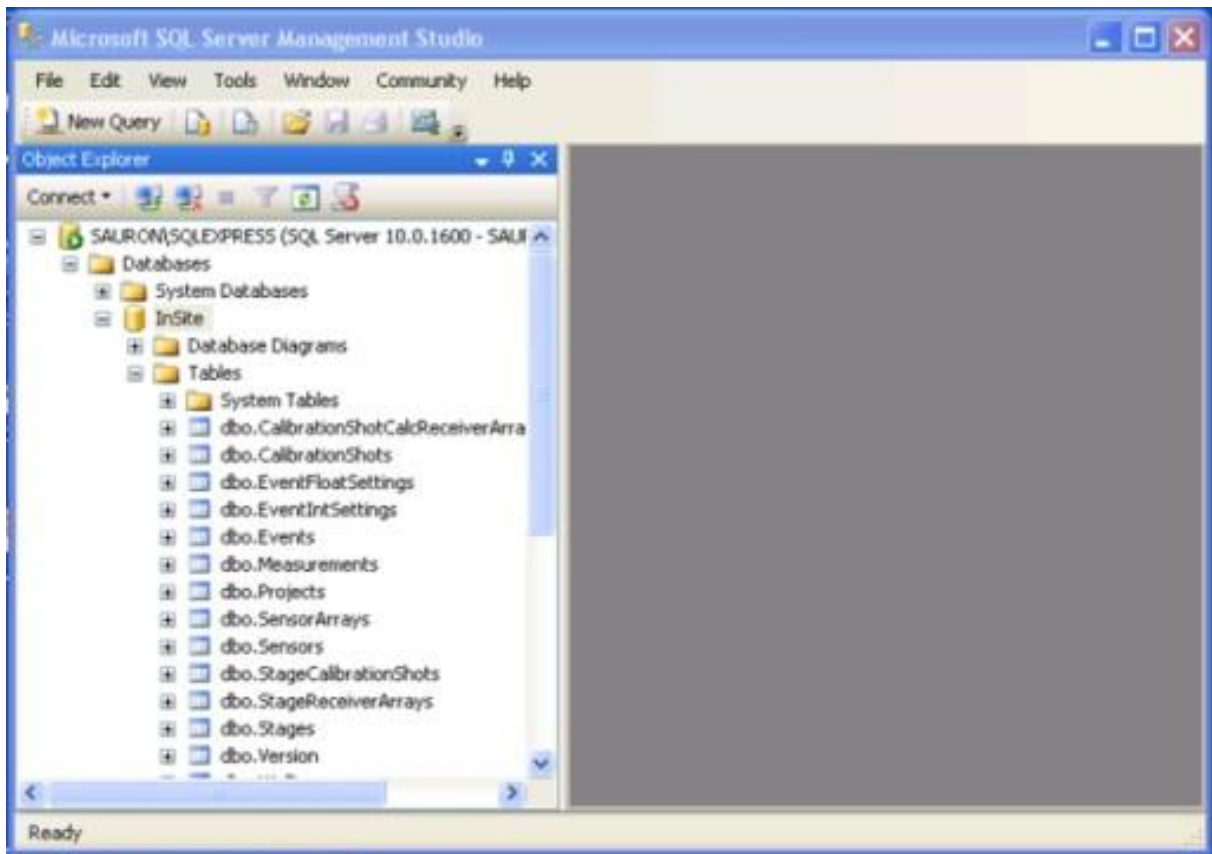 Microsoft SQL Server Management Studio
File Edit View Tools Window Community Help
New Query
Object Explorer
Connect
SAURON\SQLEXPRESS (SQL Server 10.0.1600 - SAUR
Databases
System Databases
InSite
Database Diagrams
Tables
System Tables
dbo.CalibrationShotCalcReceiverArra
dbo.CalibrationShots
dbo.EventFloatSettings
dbo.EventIntSettings
dbo.Events
dbo.Measurements
dbo.Projects
dbo.SensorArrays
dbo.Sensors
dbo.StageCalibrationShots
dbo.StageReceiverArrays
dbo.Stages
dbo.Version
Ready